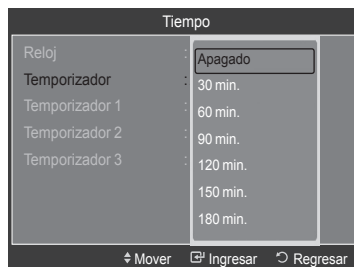 Tiempo
Reloj :
Temporizador :
Temporizador 1 :
Temporizador 2 :
Temporizador 3 :
Apagado
30 min.
60 min.
90 min.
120 min.
150 min.
180 min.
Mover Ingresar Regresar